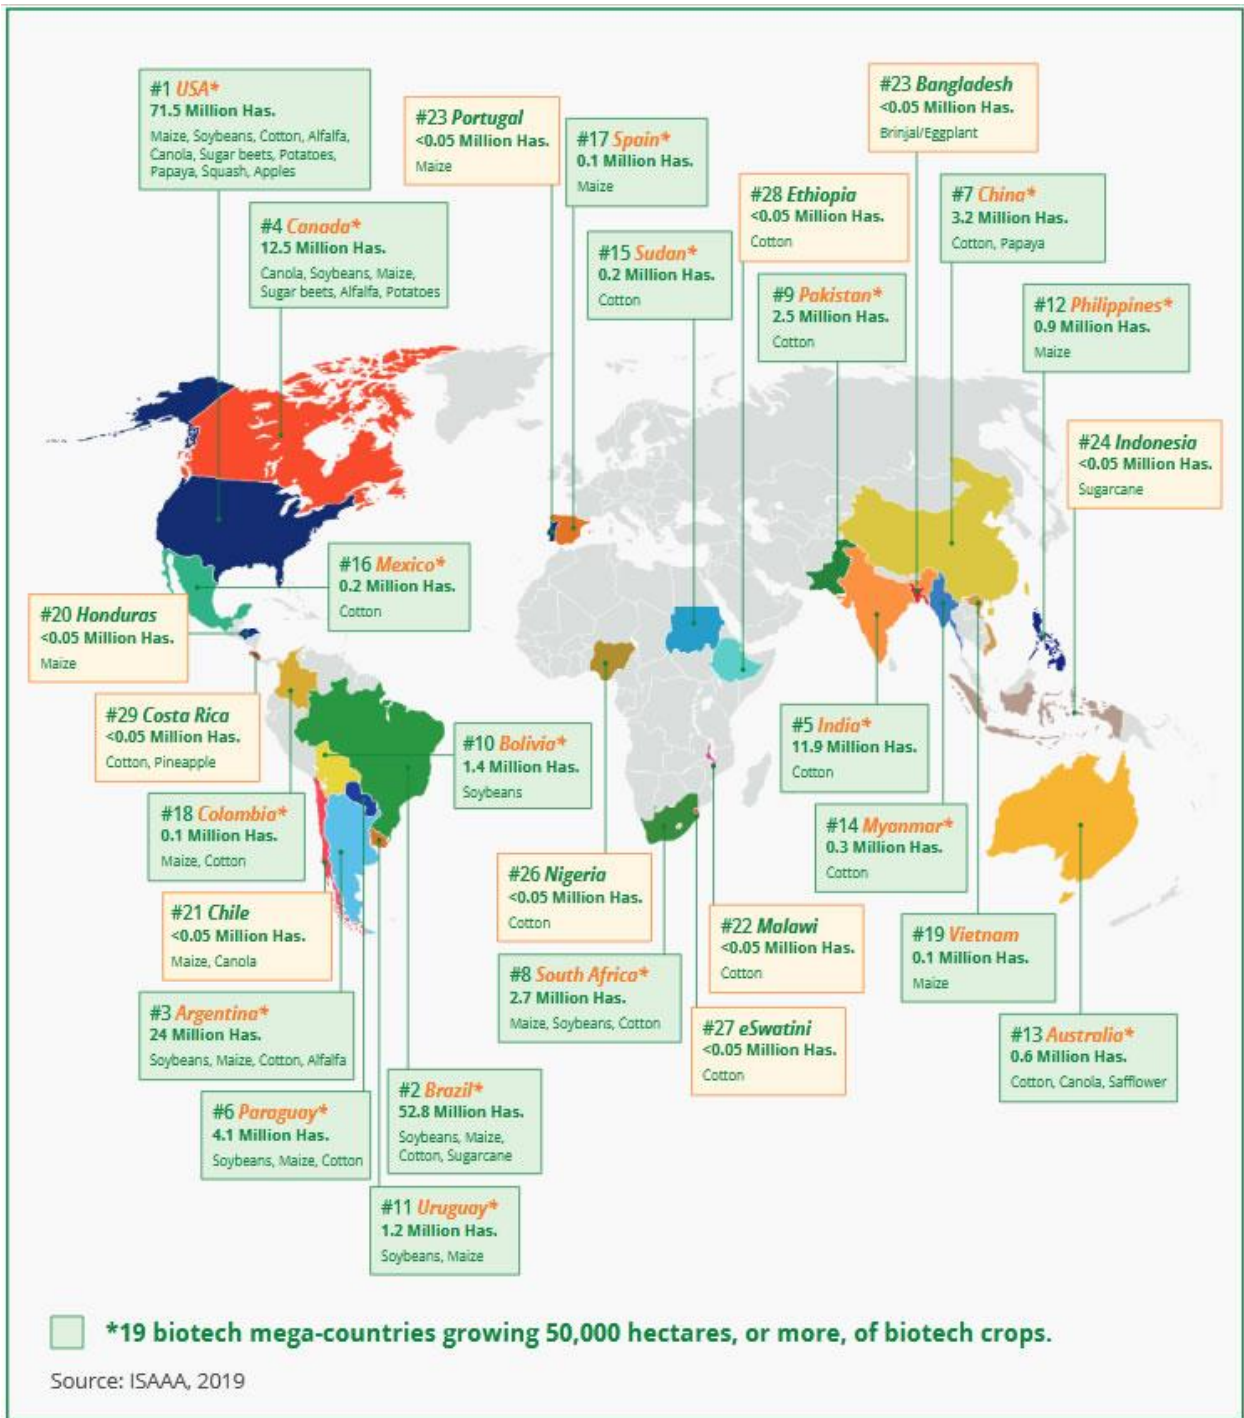 #1 USA*
71.5 Million Has.
Maize, Soybeans, Cotton, Alfalfa,
Canola, Sugar beets, Potatoes,
Papaya, Squash, Apples
#23 Portugal
<0.05 Million Has.
Maize
#17 Spain*
0.1 Million Has.
Maize
#23 Bangladesh
<0.05 Million Has.
Brinjal/Eggplant
#4 Canada*
12.5 Million Has.
Canola, Soybeans, Maize,
Sugar beets, Alfalfa, Potatoes
#15 Sudan*
0.2 Million Has.
Cotton
#28 Ethiopia
<0.05 Million Has.
Cotton
#7 China*
3.2 Million Has.
Cotton, Papaya
#9 Pakistan*
2.5 Million Has.
Cotton
#12 Philippines*
0.9 Million Has.
Maize
#24 Indonesia
<0.05 Million Has.
Sugarcane
#16 Mexico*
0.2 Million Has.
Cotton
#20 Honduras
<0.05 Million Has.
Maize
#29 Costa Rica
<0.05 Million Has.
Cotton, Pineapple
#10 Bolivia*
1.4 Million Has.
Soybeans
#5 India*
11.9 Million Has.
Cotton
#18 Colombia*
0.1 Million Has.
Maize, Cotton
#14 Myanmar*
0.3 Million Has.
Cotton
#26 Nigeria
<0.05 Million Has.
Cotton
#21 Chile
<0.05 Million Has.
Maize, Canola
#22 Malawi
<0.05 Million Has.
Cotton
#19 Vietnam
0.1 Million Has.
Maize
#8 South Africa*
2.7 Million Has.
Maize, Soybeans, Cotton
#3 Argentina*
24 Million Has.
Soybeans, Maize, Cotton, Alfalfa
#27 eSwatini
<0.05 Million Has.
Cotton
#13 Australia*
0.6 Million Has.
Cotton, Canola, Safflower
#2 Brazil*
52.8 Million Has.
Soybeans, Maize,
Cotton, Sugarcane
#6 Paraguay*
4.1 Million Has.
Soybeans, Maize, Cotton
#11 Uruguay*
1.2 Million Has.
Soybeans, Maize
*19 biotech mega-countries growing 50,000 hectares, or more, of biotech crops.
Source: ISAAA, 2019